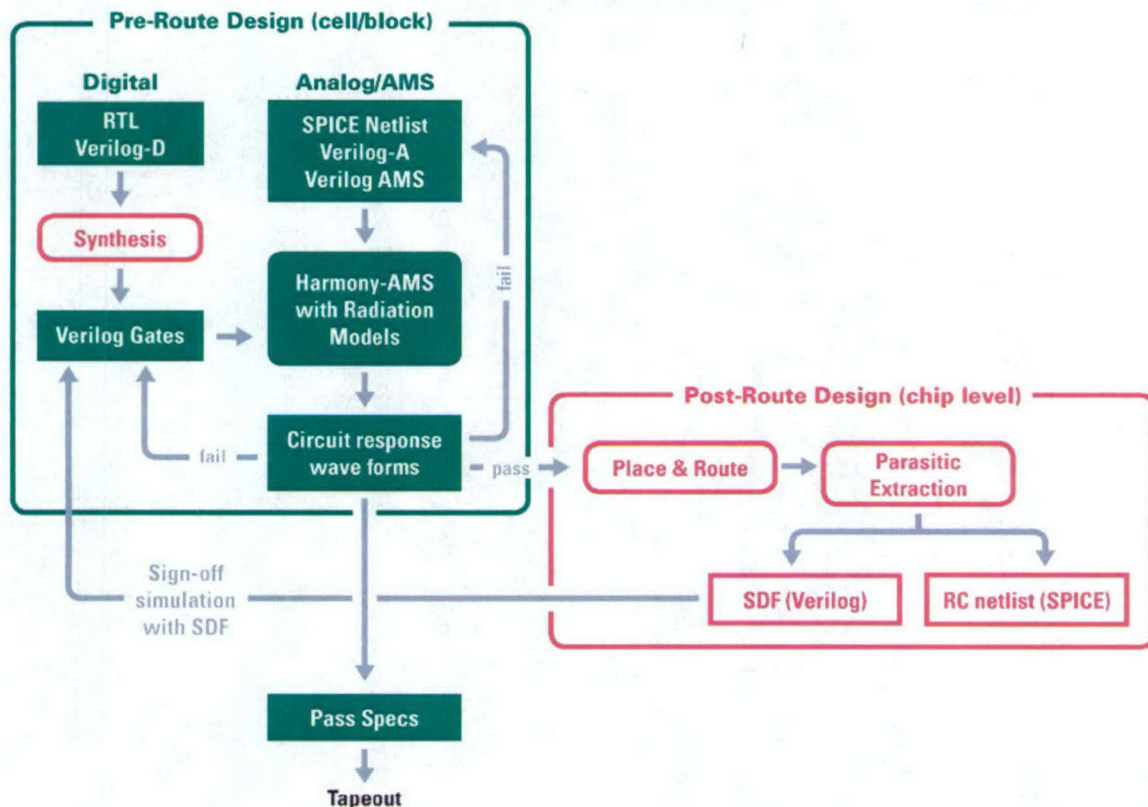 Pre-Route Design (cell/block)
Digital
RTL
Verilog-D
Synthesis
Verilog Gates
Analog/AMS
SPICE Netlist
Verilog-A
Verilog AMS
Harmony-AMS
with Radiation
Models
Circuit response
wave forms
fail
fail
pass
Post-Route Design (chip level)
Place & Route
Parasitic
Extraction
SDF (Verilog)
RC netlist (SPICE)
Sign-off
simulation
with SDF
Pass Specs
Tapeout